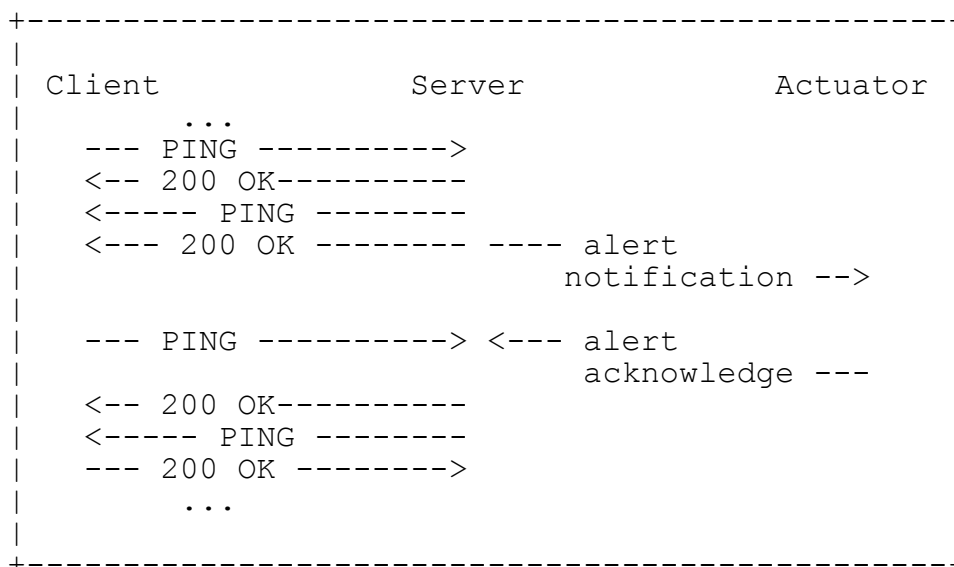 +--------------------------------------------------
|
| Client             Server             Actuator
|        ...
|   --- PING ---------->
|   <-- 200 OK----------
|   <----- PING --------
|   <--- 200 OK -------- ---- alert
|                            notification -->
|
|   --- PING ----------> <--- alert
|                             acknowledge ---
|   <-- 200 OK----------
|   <----- PING --------
|   --- 200 OK -------->
|        ...
|
+--------------------------------------------------